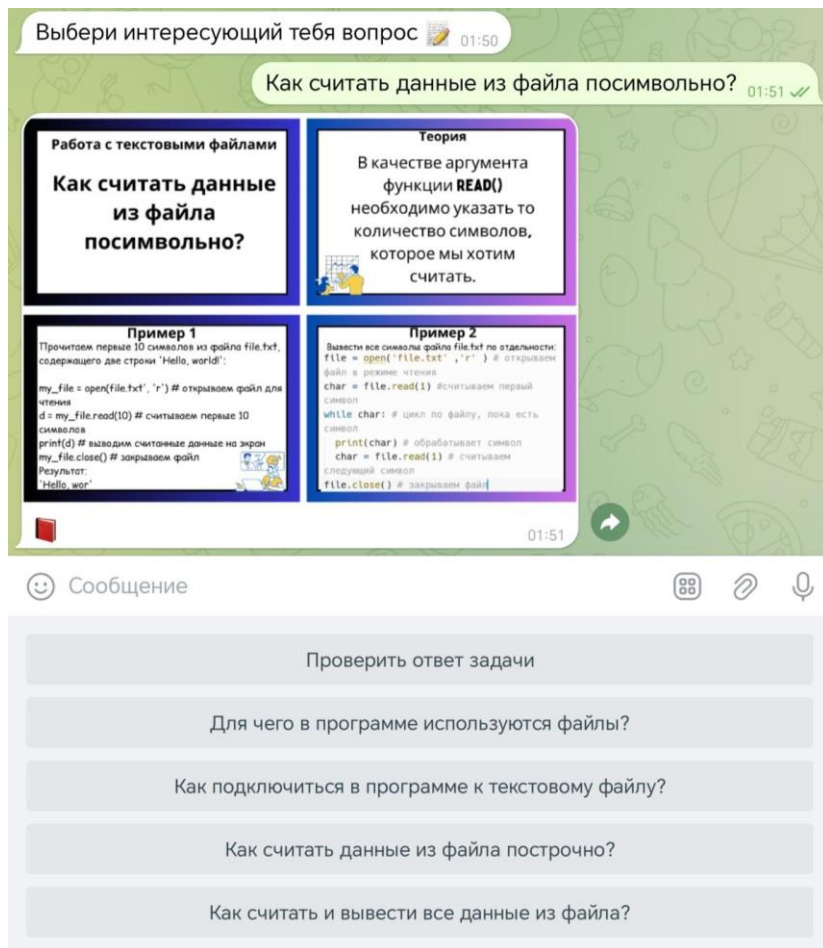 Выбери интересующий тебя вопрос 📝 01:50
Как считать данные из файла посимвольно? 01:51
Работа с текстовыми файлами
Как считать данные
из файла
посимвольно?
Теория
В качестве аргумента
функции READ()
необходимо указать то
количество символов,
которое мы хотим
считать.
Пример 1
Прочитаем первые 10 символов из файла file.txt,
содержащего две строки 'Hello, world!':
my_file = open(file.txt', 'r') # открываем файл для
чтения
d = my_file.read(10) # считываем первые 10
символов
print(d) # выводим считанные данные на экран
my_file.close() # закрываем файл
Результат:
'Hello, wor'
Пример 2
Вывести все символы файла file.txt по отдельности:
file = open('file.txt' ,'r' ) # открываем
файл в режиме чтения
char = file.read(1) #считываем первый
символ
while char: # цикл по файлу, пока есть
символ
print(char) # обрабатывает символ
char = file.read(1) # считываем
следующий символ
file.close() # закрываем файл
01:51
Сообщение
Проверить ответ задачи
Для чего в программе используются файлы?
Как подключиться в программе к текстовому файлу?
Как считать данные из файла построчно?
Как считать и вывести все данные из файла?